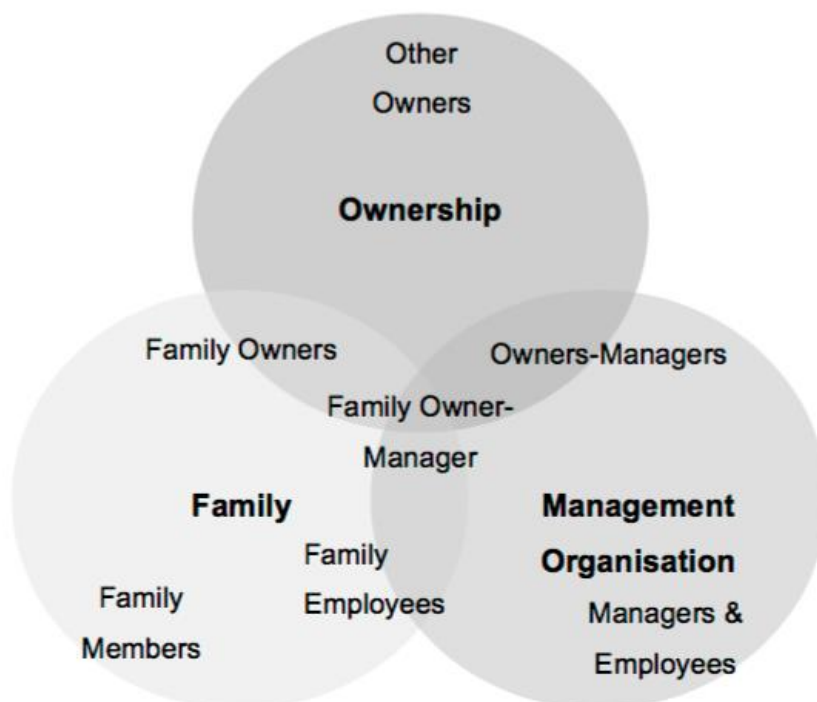 Other
Owners
Ownership
Family Owners
Owners-Managers
Family Owner-
Manager
Family
Family
Employees
Family
Members
Management
Organisation
Managers &
Employees